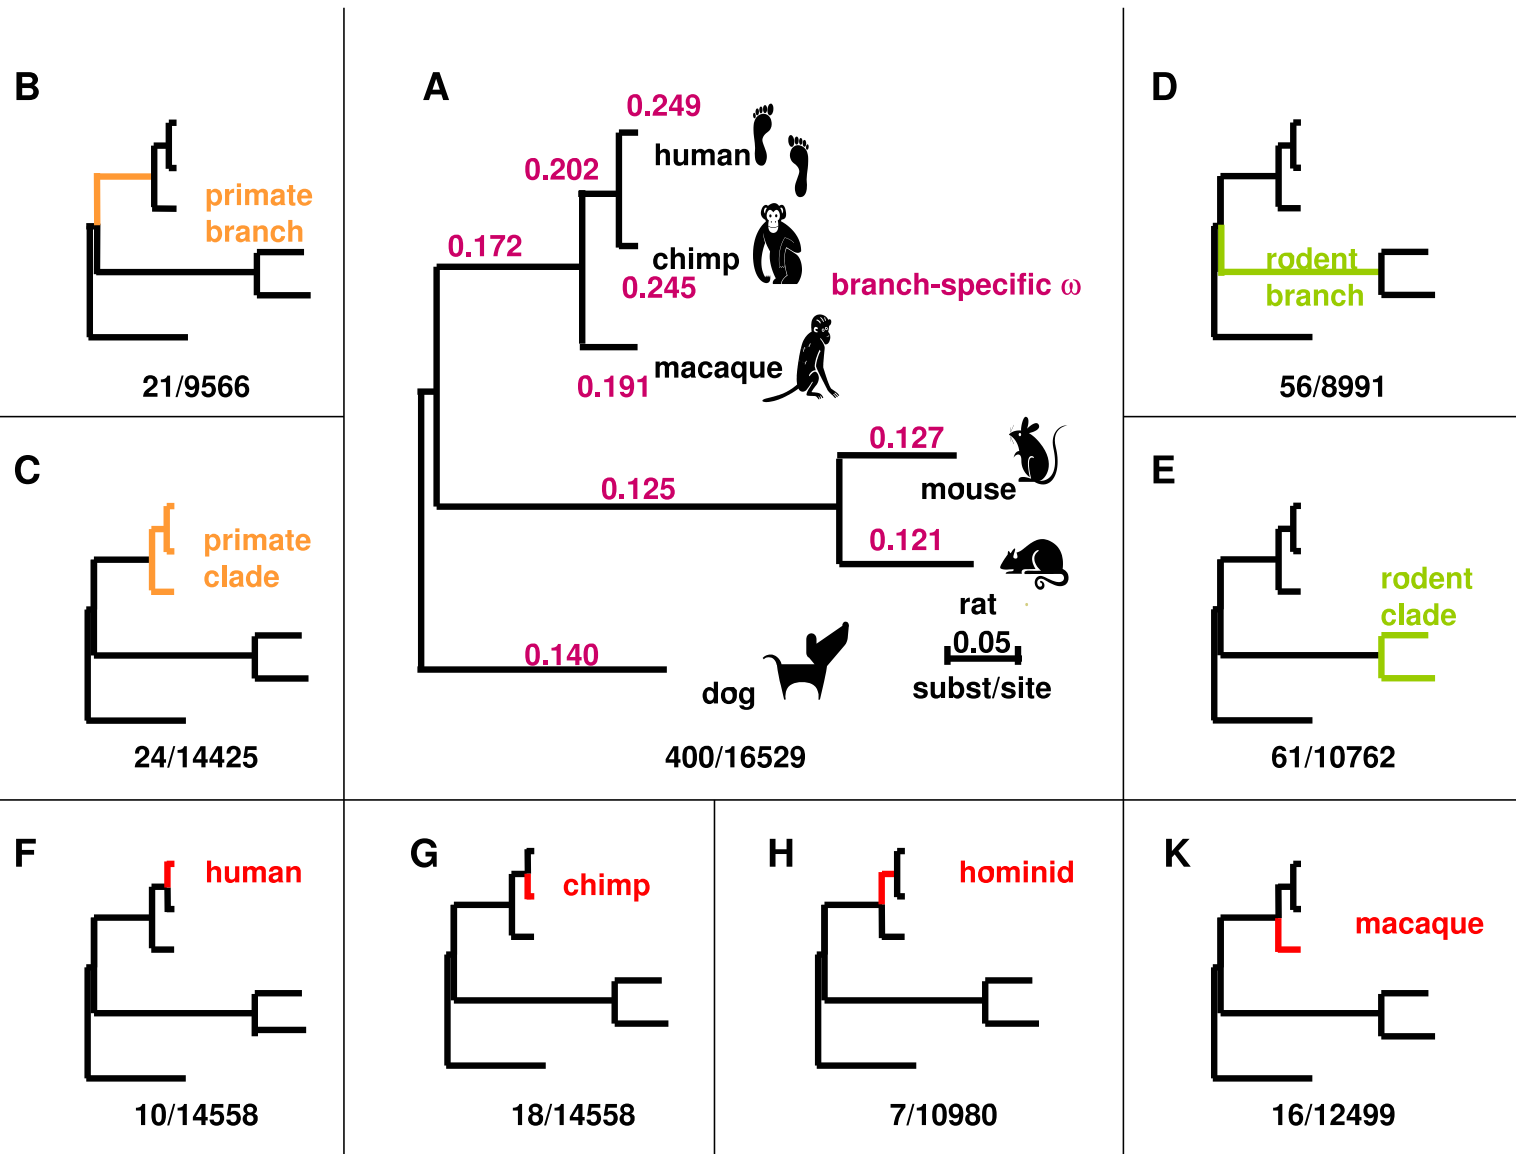 B
primate
branch
21/9566
A
0.249
human
0.202
0.172
chimp
0.245
branch-specific ω
macaque
0.191
0.127
mouse
0.125
0.121
rat
0.05
subst/site
0.140
dog
400/16529
D
rodent
branch
56/8991
C
primate
clade
24/14425
E
rodent
clade
61/10762
F
human
10/14558
G
chimp
18/14558
H
hominid
7/10980
K
macaque
16/12499